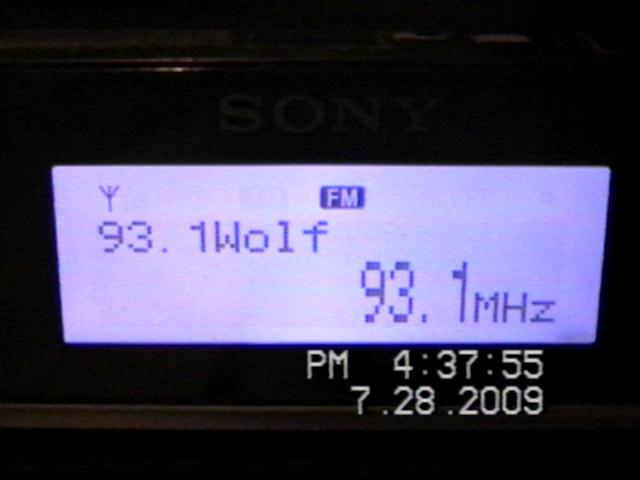 SONY
FM
93.1Wolf
93.1MHz
PM 4:37:55
7.28.2009